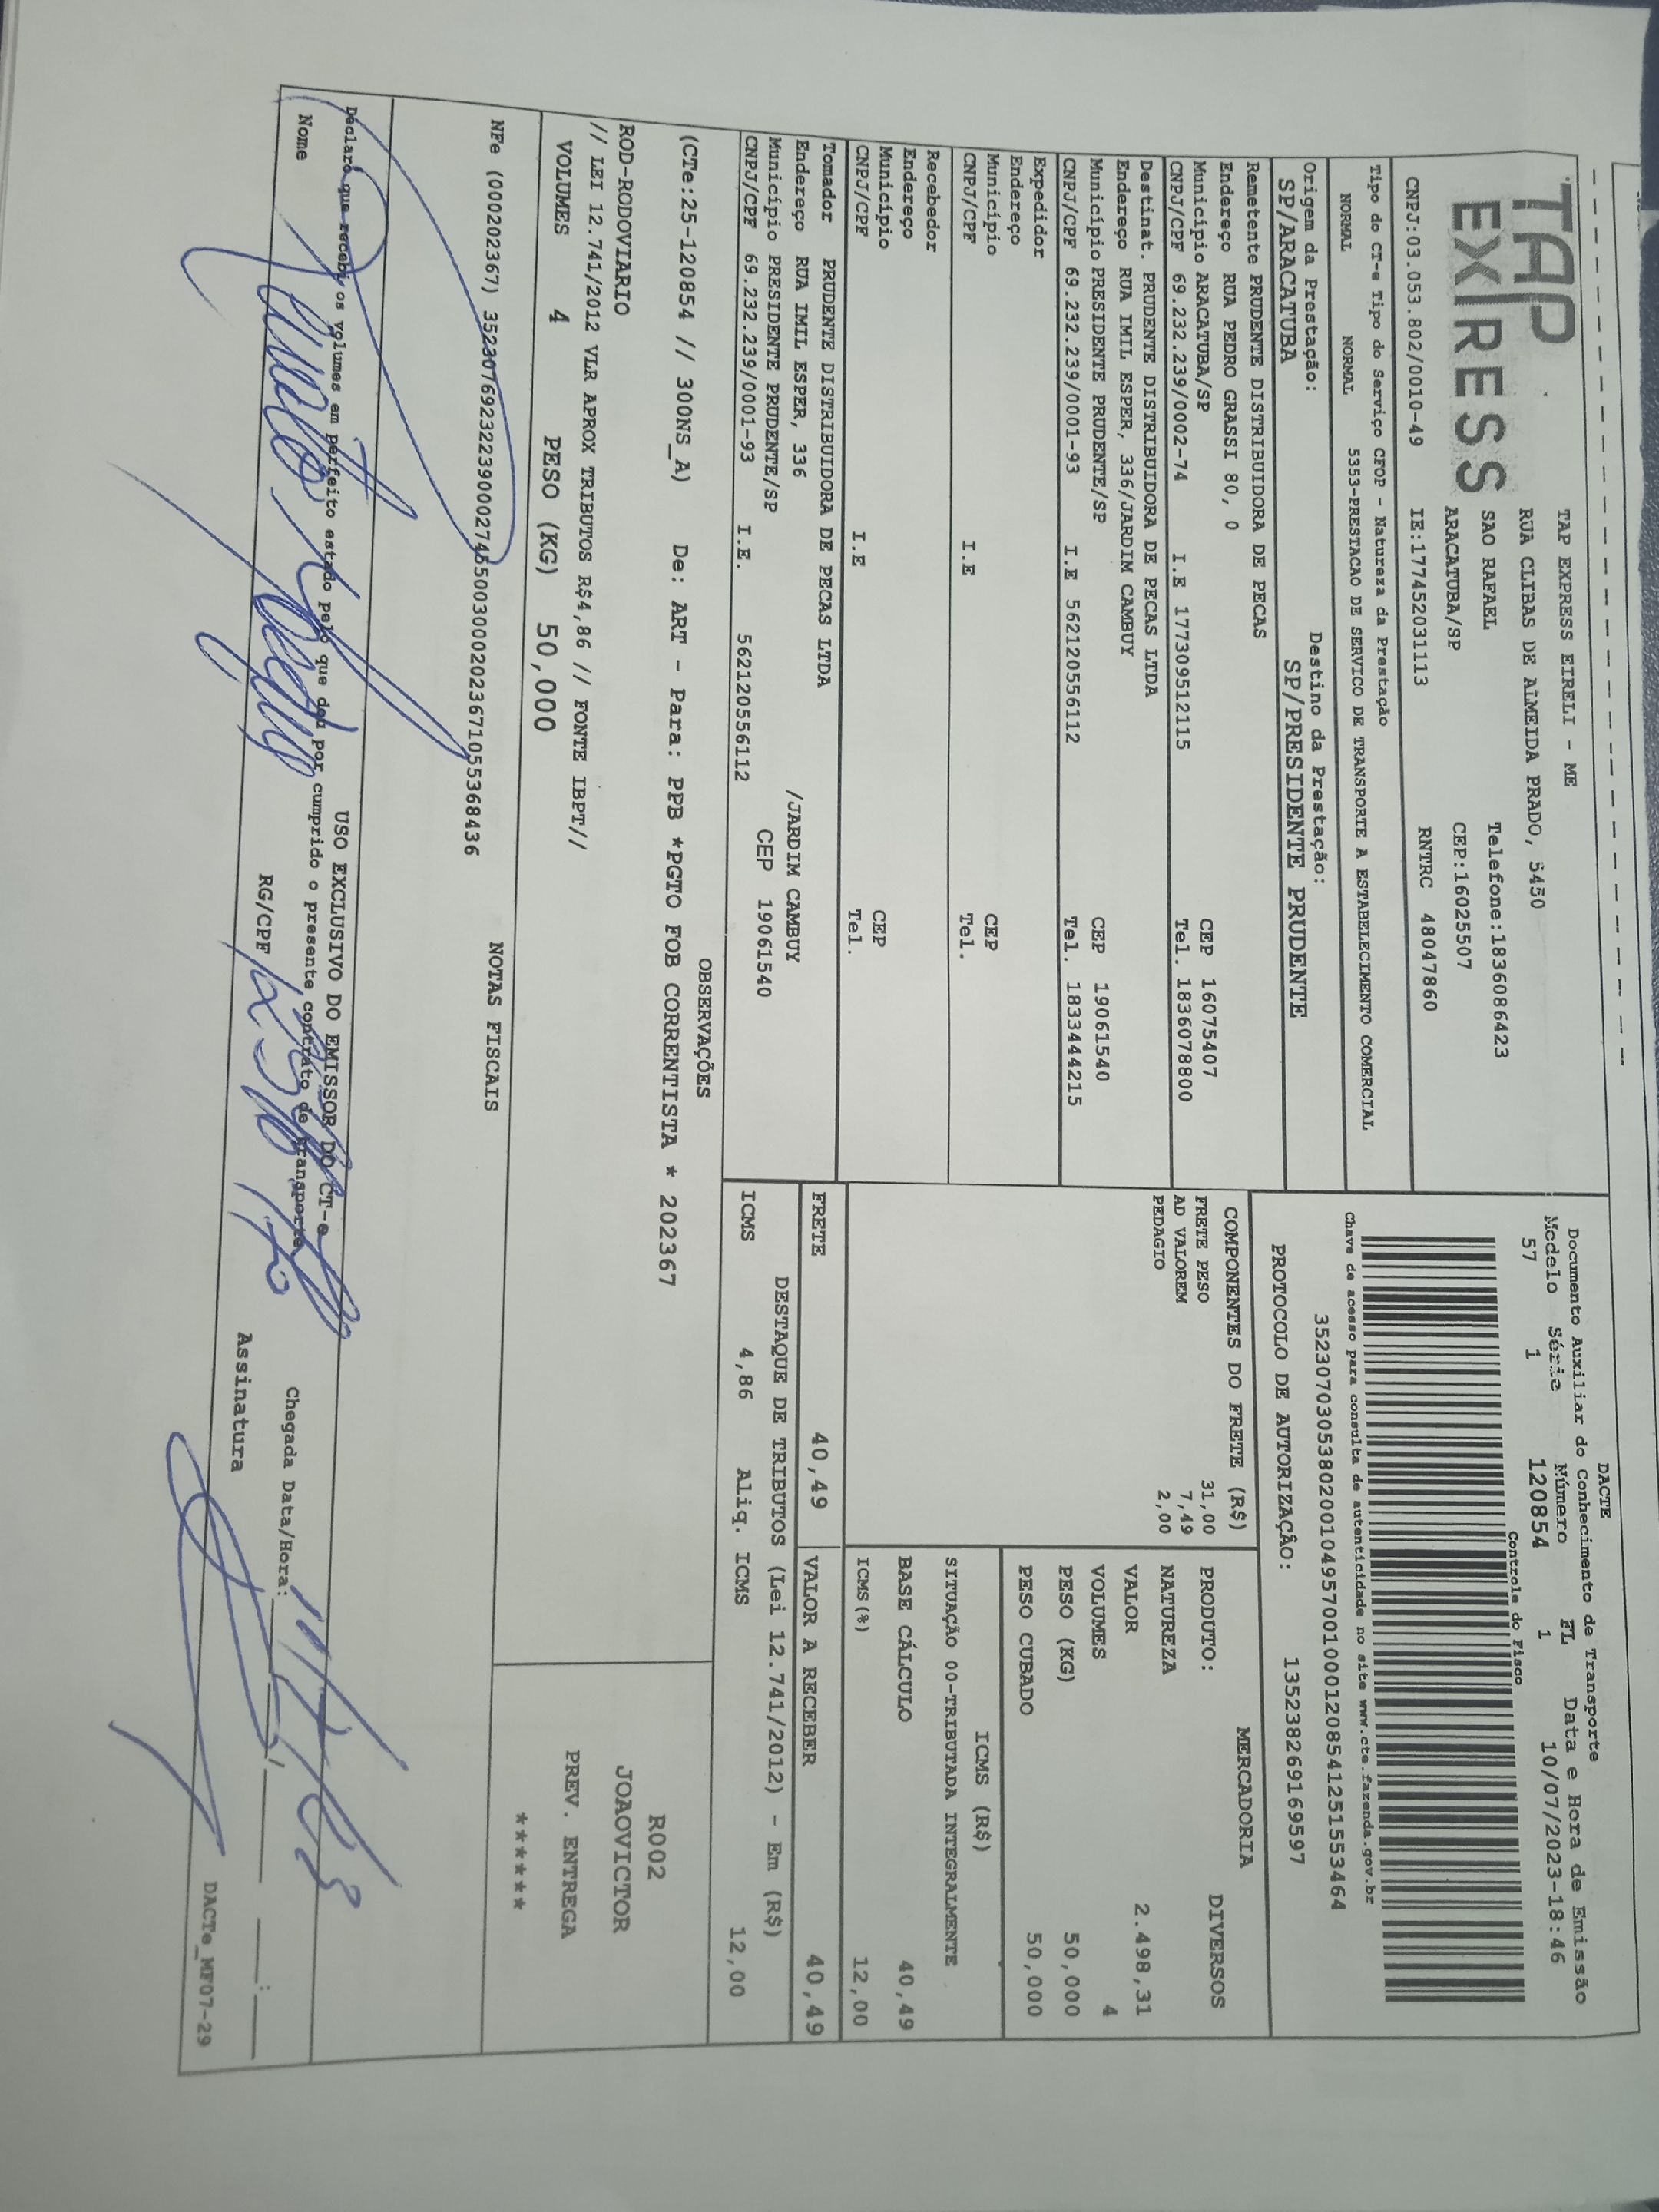 TAP EXPRESS
TAP EXPRESS EIRELI - ME
RUA CLIBAS DE ALMEIDA PRADO, 5450
Telefone:1836086423
SAO RAFAEL
CEP:16025507
ARACATUBA/SP
CNPJ:03.053.802/0010-49 IE:177452031113 RNTRC 48047860
DACTE
Documento Auxiliar do Conhecimento de Transporte
Modelo Série Número FL Data e Hora de Emissão
57 1 120854 1 10/07/2023-18:46
Controle do Fisco
Tipo do CT-e Tipo do Serviço CFOP - Natureza da Prestação
NORMAL NORMAL 5353-PRESTACAO DE SERVICO DE TRANSPORTE A ESTABELECIMENTO COMERCIAL
Chave de acesso para consulta de autenticidade no site www.cte.fazenda.gov.br
35230703053802001049570010001208541251553464
Origem da Prestação: Destino da Prestação:
SP/ARACATUBA SP/PRESIDENTE PRUDENTE
PROTOCOLO DE AUTORIZAÇÃO: 135238269169597
Remetente PRUDENTE DISTRIBUIDORA DE PECAS
Endereço RUA PEDRO GRASSI 80, 0
Município ARACATUBA/SP CEP 16075407
CNPJ/CPF 69.232.239/0002-74 I.E 177309512115 Tel. 1836078800
Destinat. PRUDENTE DISTRIBUIDORA DE PECAS LTDA
Endereço RUA IMIL ESPER, 336/JARDIM CAMBUY
Município PRESIDENTE PRUDENTE/SP CEP 19061540
CNPJ/CPF 69.232.239/0001-93 I.E 562120556112 Tel. 1833444215
Expedidor
Endereço
Município CEP
CNPJ/CPF I.E Tel.
Recebedor
Endereço
Município CEP
CNPJ/CPF I.E Tel.
Tomador PRUDENTE DISTRIBUIDORA DE PECAS LTDA
Endereço RUA IMIL ESPER, 336 /JARDIM CAMBUY
Município PRESIDENTE PRUDENTE/SP CEP 19061540
CNPJ/CPF 69.232.239/0001-93 I.E. 562120556112
COMPONENTES DO FRETE (R$)
FRETE PESO 31,00
AD VALOREM 7,49
PEDAGIO 2,00
MERCADORIA
PRODUTO: DIVERSOS
NATUREZA
VALOR 2.498,31
VOLUMES 4
PESO (KG) 50,000
PESO CUBADO 50,000
ICMS (R$)
SITUAÇÃO 00-TRIBUTADA INTEGRALMENTE
BASE CÁLCULO 40,49
ICMS(%) 12,00
FRETE 40,49 VALOR A RECEBER 40,49
DESTAQUE DE TRIBUTOS (Lei 12.741/2012) - Em (R$)
ICMS 4,86 Aliq. ICMS 12,00
OBSERVAÇÕES
(CTe:25-120854 // 300NS_A) De: ART - Para: PPB *PGTO FOB CORRENTISTA * 202367
ROD-RODOVIARIO
// LEI 12.741/2012 VLR APROX TRIBUTOS R$4,86 // FONTE IBPT//
VOLUMES 4 PESO (KG) 50,000
R002
JOAOVICTOR
PREV. ENTREGA
******
NOTAS FISCAIS
NFe (000202367) 35230769232239000274550030002023671055368436
USO EXCLUSIVO DO EMISSOR DO CT-e
Declaro que recebi os volumes em perfeito estado pelo que dou por cumprido o presente contrato de transporte
Chegada Data/Hora: ___/___/___ ___:___
Nome RG/CPF Assinatura
DACTe_MF07-29